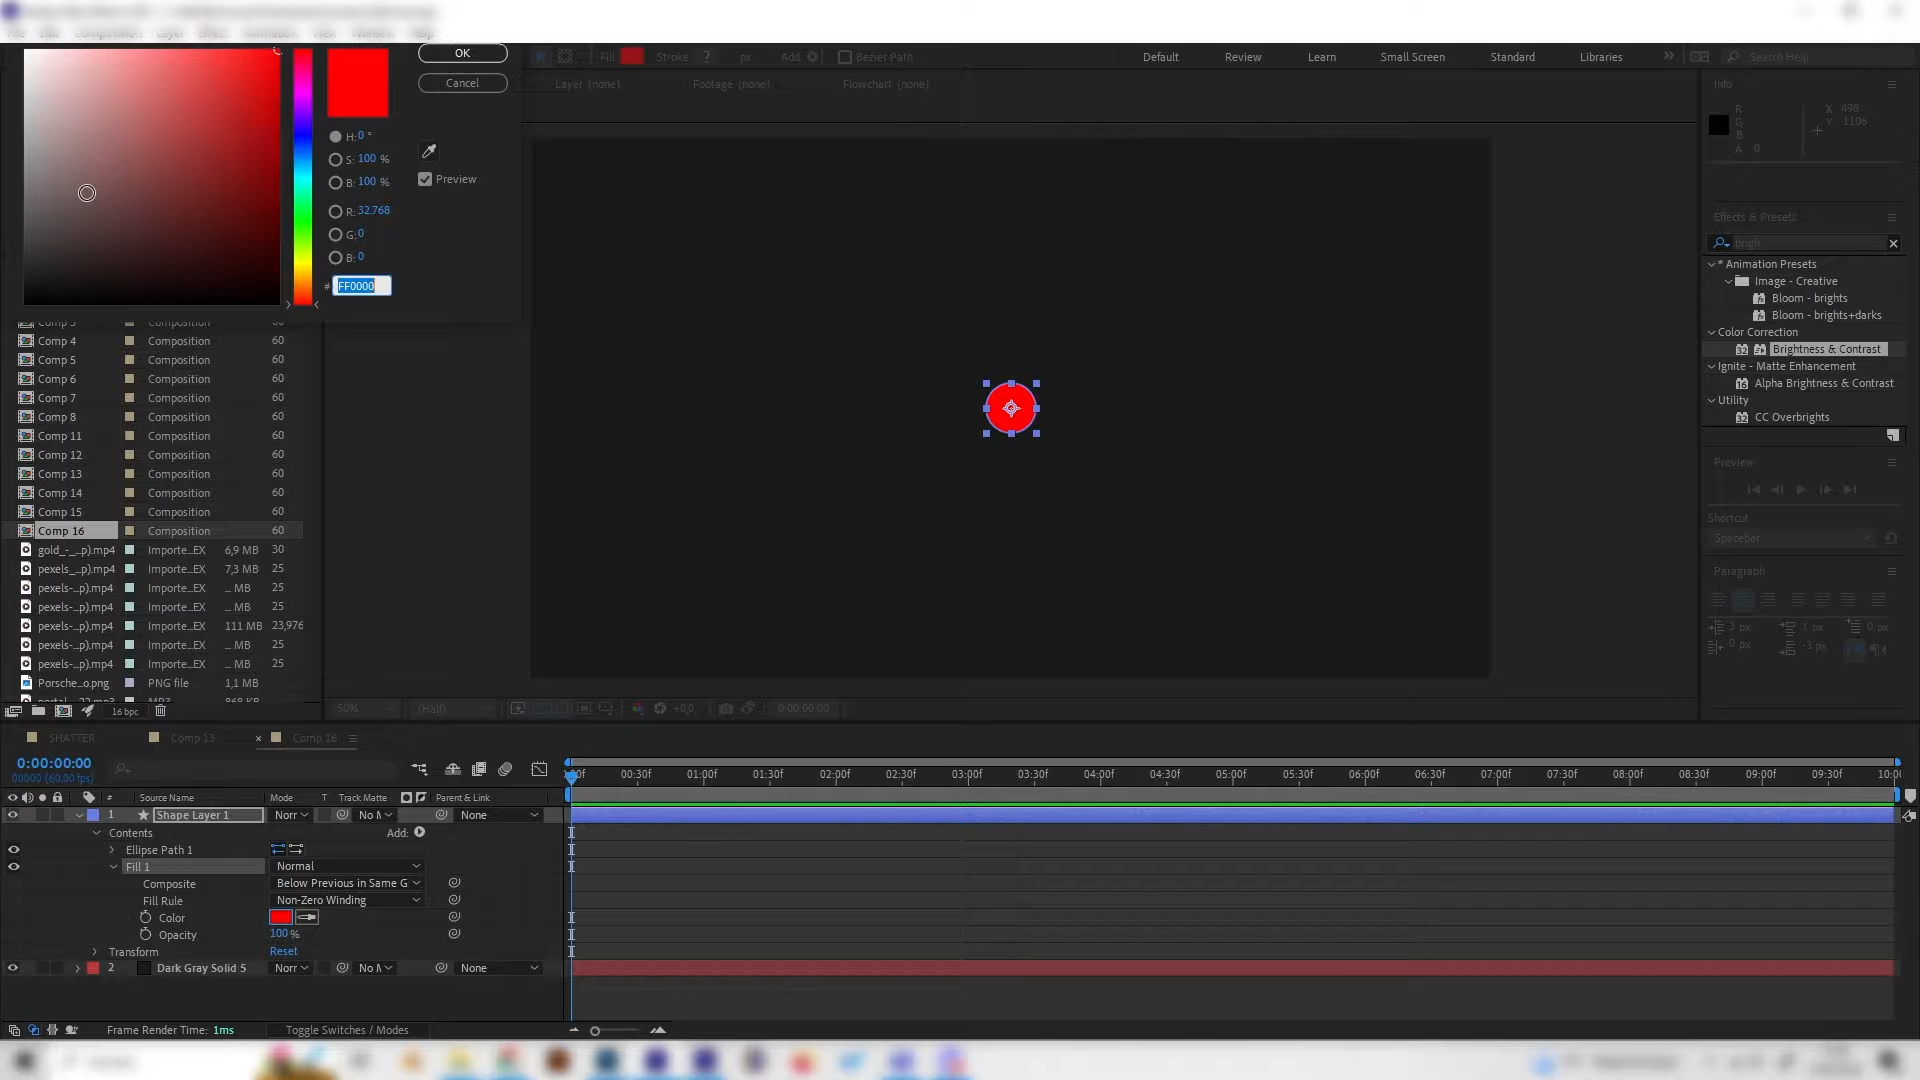 OK
Cancel
H: 0 °
S: 100 %
B: 100 %
Preview
R: 32.768
G: 0
B: 0
# FF0000
Fill Stroke ? px Add: Bezier Path
Default Review Learn Small Screen Standard Libraries
Search Help
Layer (none) Footage (none) Flowchart (none)
Info
R X 498
G Y 1106
B
A 0
Effects & Presets
brigh
* Animation Presets
Image - Creative
Bloom - brights
Bloom - brights+darks
Color Correction
32 Brightness & Contrast
Ignite - Matte Enhancement
16 Alpha Brightness & Contrast
Utility
32 CC Overbrights
Preview
Shortcut
Spacebar
Paragraph
3 px 1 px 0 px
0 px -3 px
Comp 3 Composition 60
Comp 4 Composition 60
Comp 5 Composition 60
Comp 6 Composition 60
Comp 7 Composition 60
Comp 8 Composition 60
Comp 11 Composition 60
Comp 12 Composition 60
Comp 13 Composition 60
Comp 14 Composition 60
Comp 15 Composition 60
Comp 16 Composition 60
gold_-_...p).mp4 Importe...EX 6,9 MB 30
pexels_...p).mp4 Importe...EX 7,3 MB 25
pexels-...p).mp4 Importe...EX ... MB 25
pexels-...p).mp4 Importe...EX ... MB 25
pexels-...p).mp4 Importe...EX 111 MB 23,976
pexels-...p).mp4 Importe...EX ... MB 25
pexels-...p).mp4 Importe...EX ... MB 25
Porsche...o.png PNG file 1,1 MB
16 bpc
50% (Half) +0,0 0:00:00:00
SHATTER Comp 13 × Comp 16
0:00:00:00
00000 (60.00 fps)
:00f 00:30f 01:00f 01:30f 02:00f 02:30f 03:00f 03:30f 04:00f 04:30f 05:00f 05:30f 06:00f 06:30f 07:00f 07:30f 08:00f 08:30f 09:00f 09:30f 10:0
# Source Name Mode T Track Matte Parent & Link
1 Shape Layer 1 Norr No M None
Contents Add:
Ellipse Path 1
Fill 1 Normal
Composite Below Previous in Same G
Fill Rule Non-Zero Winding
Color
Opacity 100 %
Transform Reset
2 Dark Gray Solid 5 Norr No M None
Frame Render Time: 1ms Toggle Switches / Modes